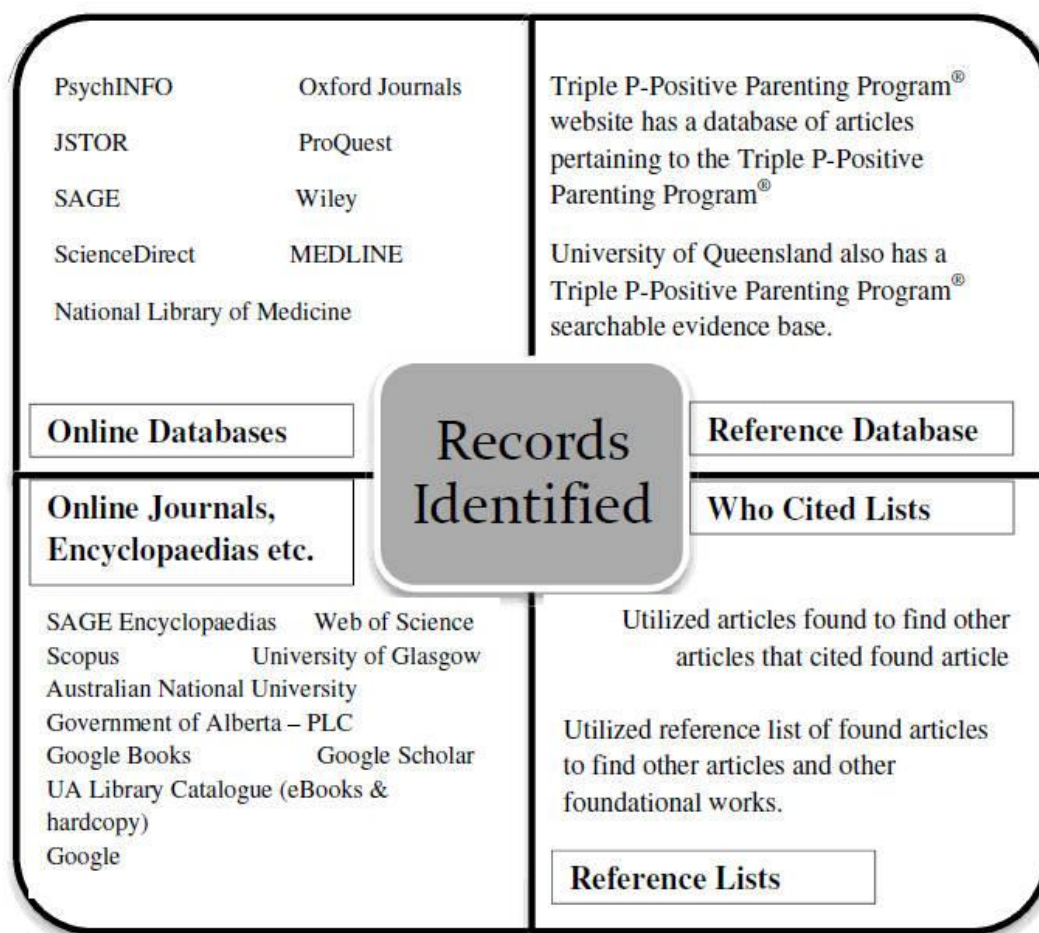 PsychINFO Oxford Journals
JSTOR ProQuest
SAGE Wiley
ScienceDirect MEDLINE
National Library of Medicine
Online Databases
Triple P-Positive Parenting Program®
website has a database of articles
pertaining to the Triple P-Positive
Parenting Program®
University of Queensland also has a
Triple P-Positive Parenting Program®
searchable evidence base.
Reference Database
Records
Identified
Online Journals,
Encyclopaedias etc.
SAGE Encyclopaedias Web of Science
Scopus University of Glasgow
Australian National University
Government of Alberta – PLC
Google Books Google Scholar
UA Library Catalogue (eBooks &
hardcopy)
Google
Who Cited Lists
Utilized articles found to find other
articles that cited found article
Utilized reference list of found articles
to find other articles and other
foundational works.
Reference Lists